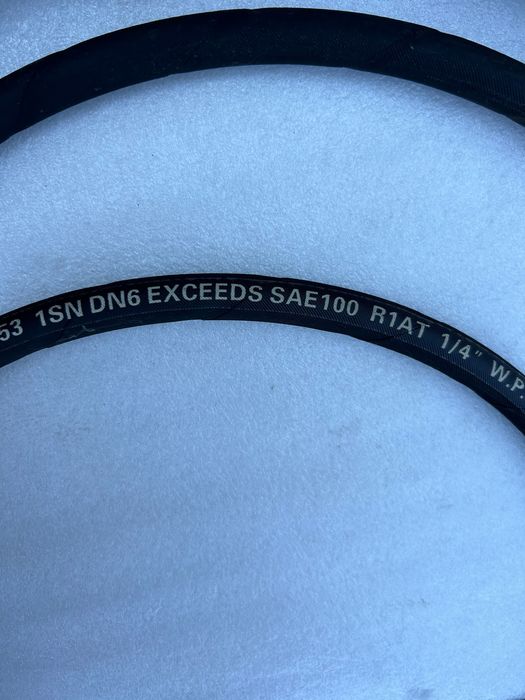 53 1SN DN6 EXCEEDS SAE100 R1AT 1/4" W.P.